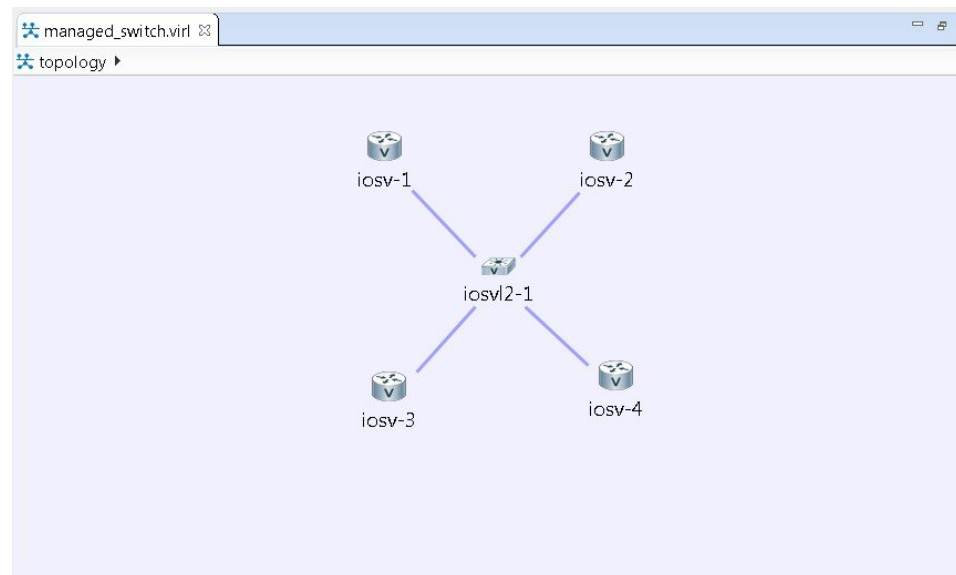 managed_switch.virl
topology
iosv-1
iosv-2
iosvl2-1
iosv-3
iosv-4